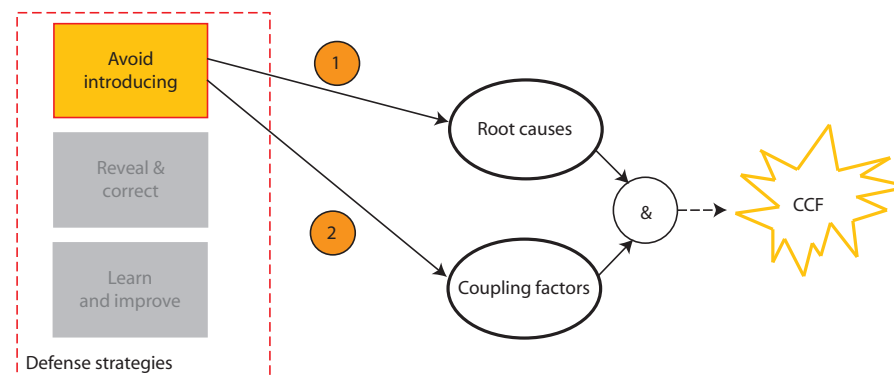 Avoid
introducing
1
Root causes
Reveal &
correct
&
CCF
2
Coupling factors
Learn
and improve
Defense strategies